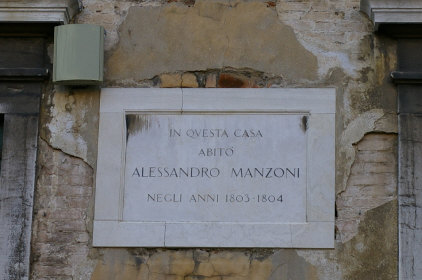 IN QVESTA CASA
ABITÒ
ALESSANDRO MANZONI
NEGLI ANNI 1803-1804